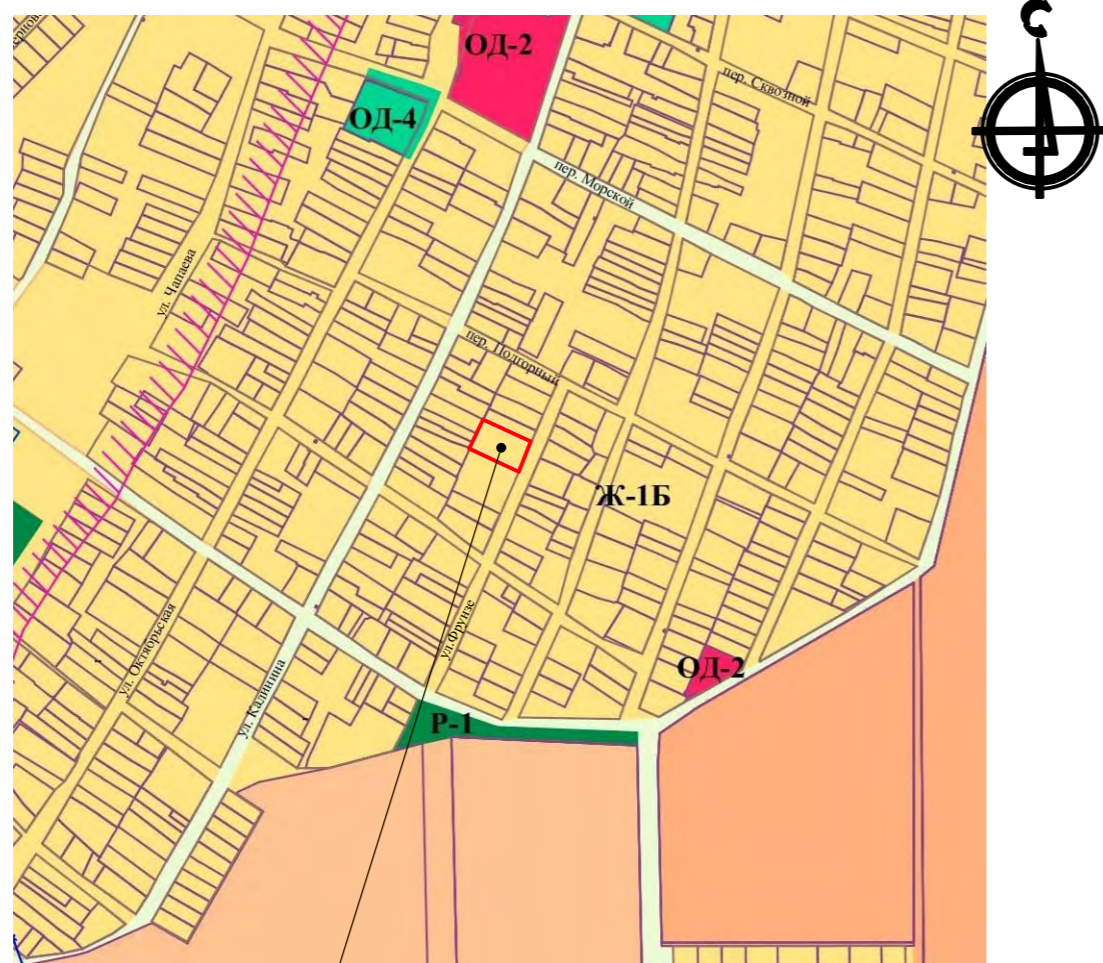 С
ОД-2
пер. Сквозной
ОД-4
пер. Морской
ул. Чапаева
пер. Подгорный
Ж-1Б
ул. Октябрьская
ул.Фрунзе
ул. Калинина
ОД-2
Р-1